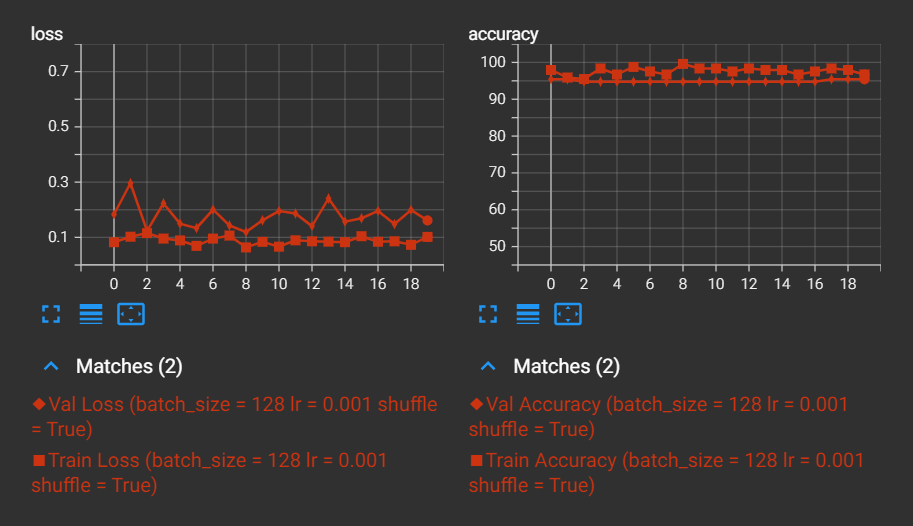 loss
0.7
0.5
0.3
0.1
0 2 4 6 8 10 12 14 16 18
accuracy
100
90
80
70
60
50
0 2 4 6 8 10 12 14 16 18
Matches (2)
Val Loss (batch_size = 128 lr = 0.001 shuffle
= True)
Train Loss (batch_size = 128 lr = 0.001
shuffle = True)
Matches (2)
Val Accuracy (batch_size = 128 lr = 0.001
shuffle = True)
Train Accuracy (batch_size = 128 lr = 0.001
shuffle = True)